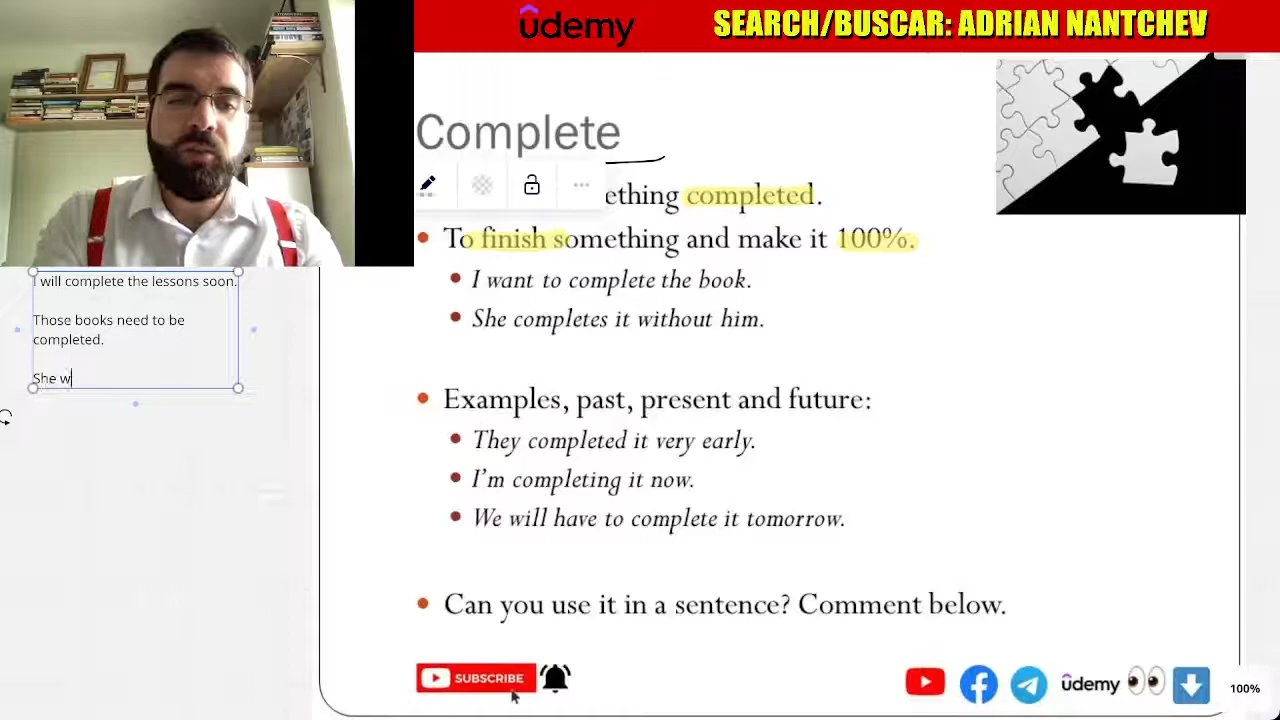 ûdemy
SEARCH/BUSCAR: ADRIAN NANTCHEV
Complete
ething completed.
To finish something and make it 100%.
I want to complete the book.
She completes it without him.
Examples, past, present and future:
They completed it very early.
I'm completing it now.
We will have to complete it tomorrow.
Can you use it in a sentence? Comment below.
I will complete the lessons soon.
Those books need to be
completed.
She w
SUBSCRIBE
ûdemy
100%